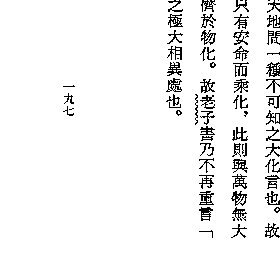 天地間一種不可知之大化言也。故
只有安命而乘化，此則與萬物無大
儕於物化。故老子書乃不再重言「
之極大相異處也。
一九七